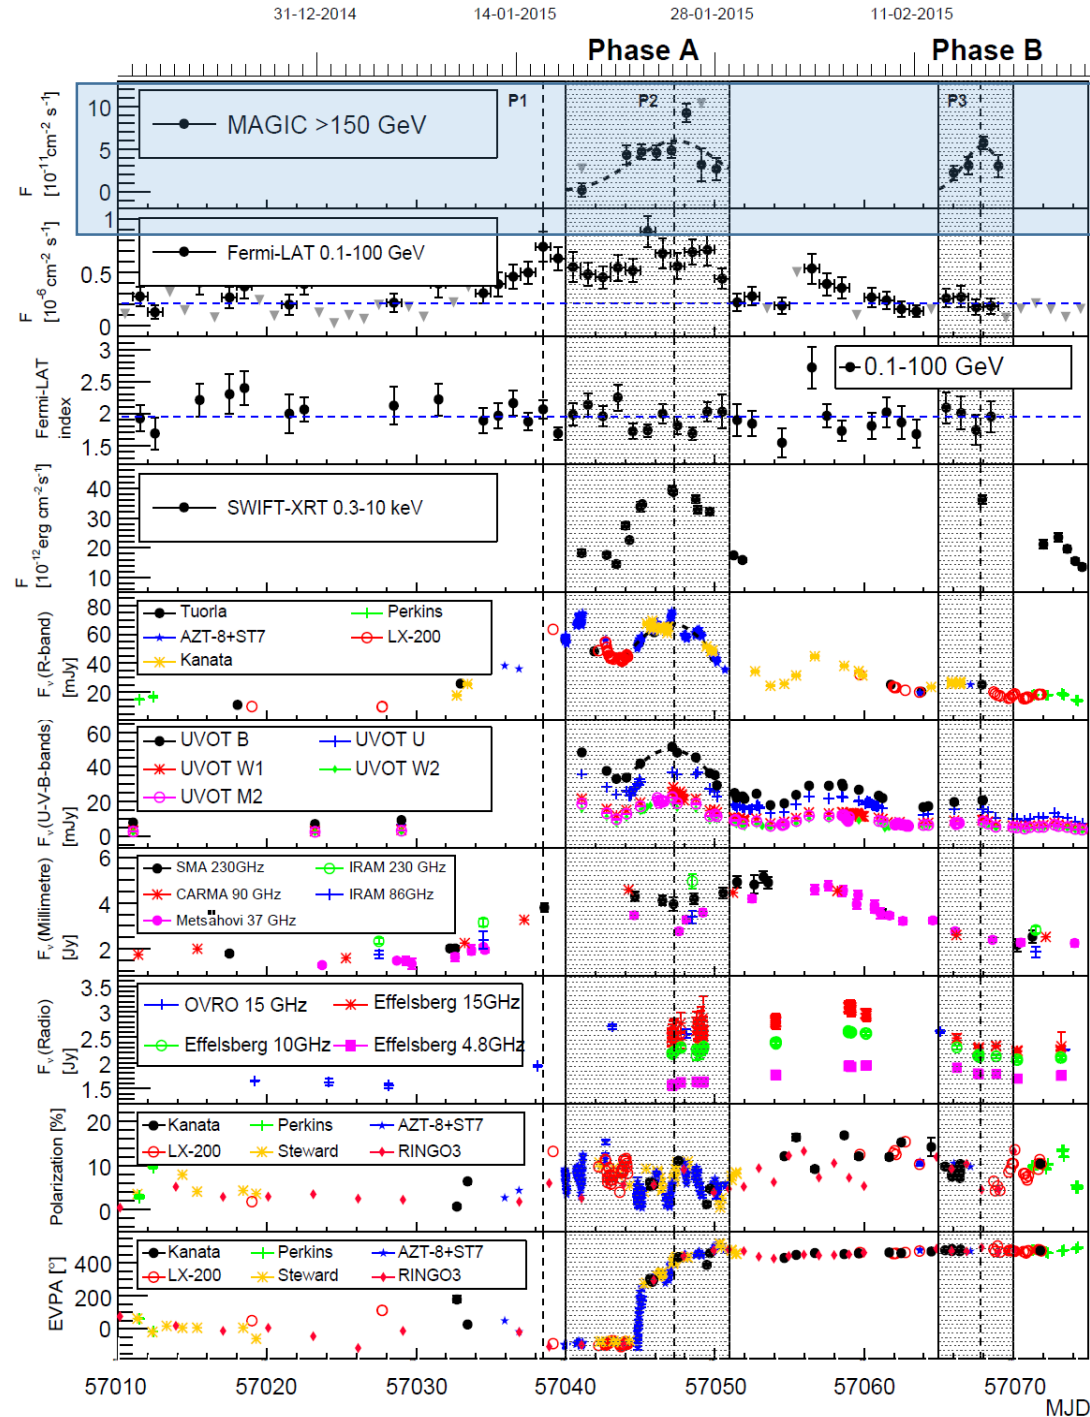 31-12-2014 14-01-2015 28-01-2015 11-02-2015
Phase A Phase B
P1 P2 P3
F [10⁻¹¹cm⁻² s⁻¹]
10
5
0
MAGIC >150 GeV
F [10⁻⁶cm⁻² s⁻¹]
1
0.5
0
Fermi-LAT 0.1-100 GeV
Fermi-LAT index
3
2.5
2
1.5
0.1-100 GeV
F [10⁻¹²erg cm⁻² s⁻¹]
40
30
20
10
SWIFT-XRT 0.3-10 keV
Fᵥ(R-band) [mJy]
80
60
40
20
Tuorla Perkins
AZT-8+ST7 LX-200
Kanata
Fᵥ(U-V-B-bands) [mJy]
60
40
20
0
UVOT B UVOT U
UVOT W1 UVOT W2
UVOT M2
Fᵥ(Millimetre) [Jy]
6
4
2
SMA 230GHz IRAM 230 GHz
CARMA 90 GHz IRAM 86GHz
Metsähovi 37 GHz
Fᵥ(Radio) [Jy]
3.5
3
2.5
2
1.5
OVRO 15 GHz Effelsberg 15GHz
Effelsberg 10GHz Effelsberg 4.8GHz
Polarization [%]
20
10
0
Kanata Perkins AZT-8+ST7
LX-200 Steward RINGO3
EVPA [°]
400
200
0
Kanata Perkins AZT-8+ST7
LX-200 Steward RINGO3
57010 57020 57030 57040 57050 57060 57070
MJD